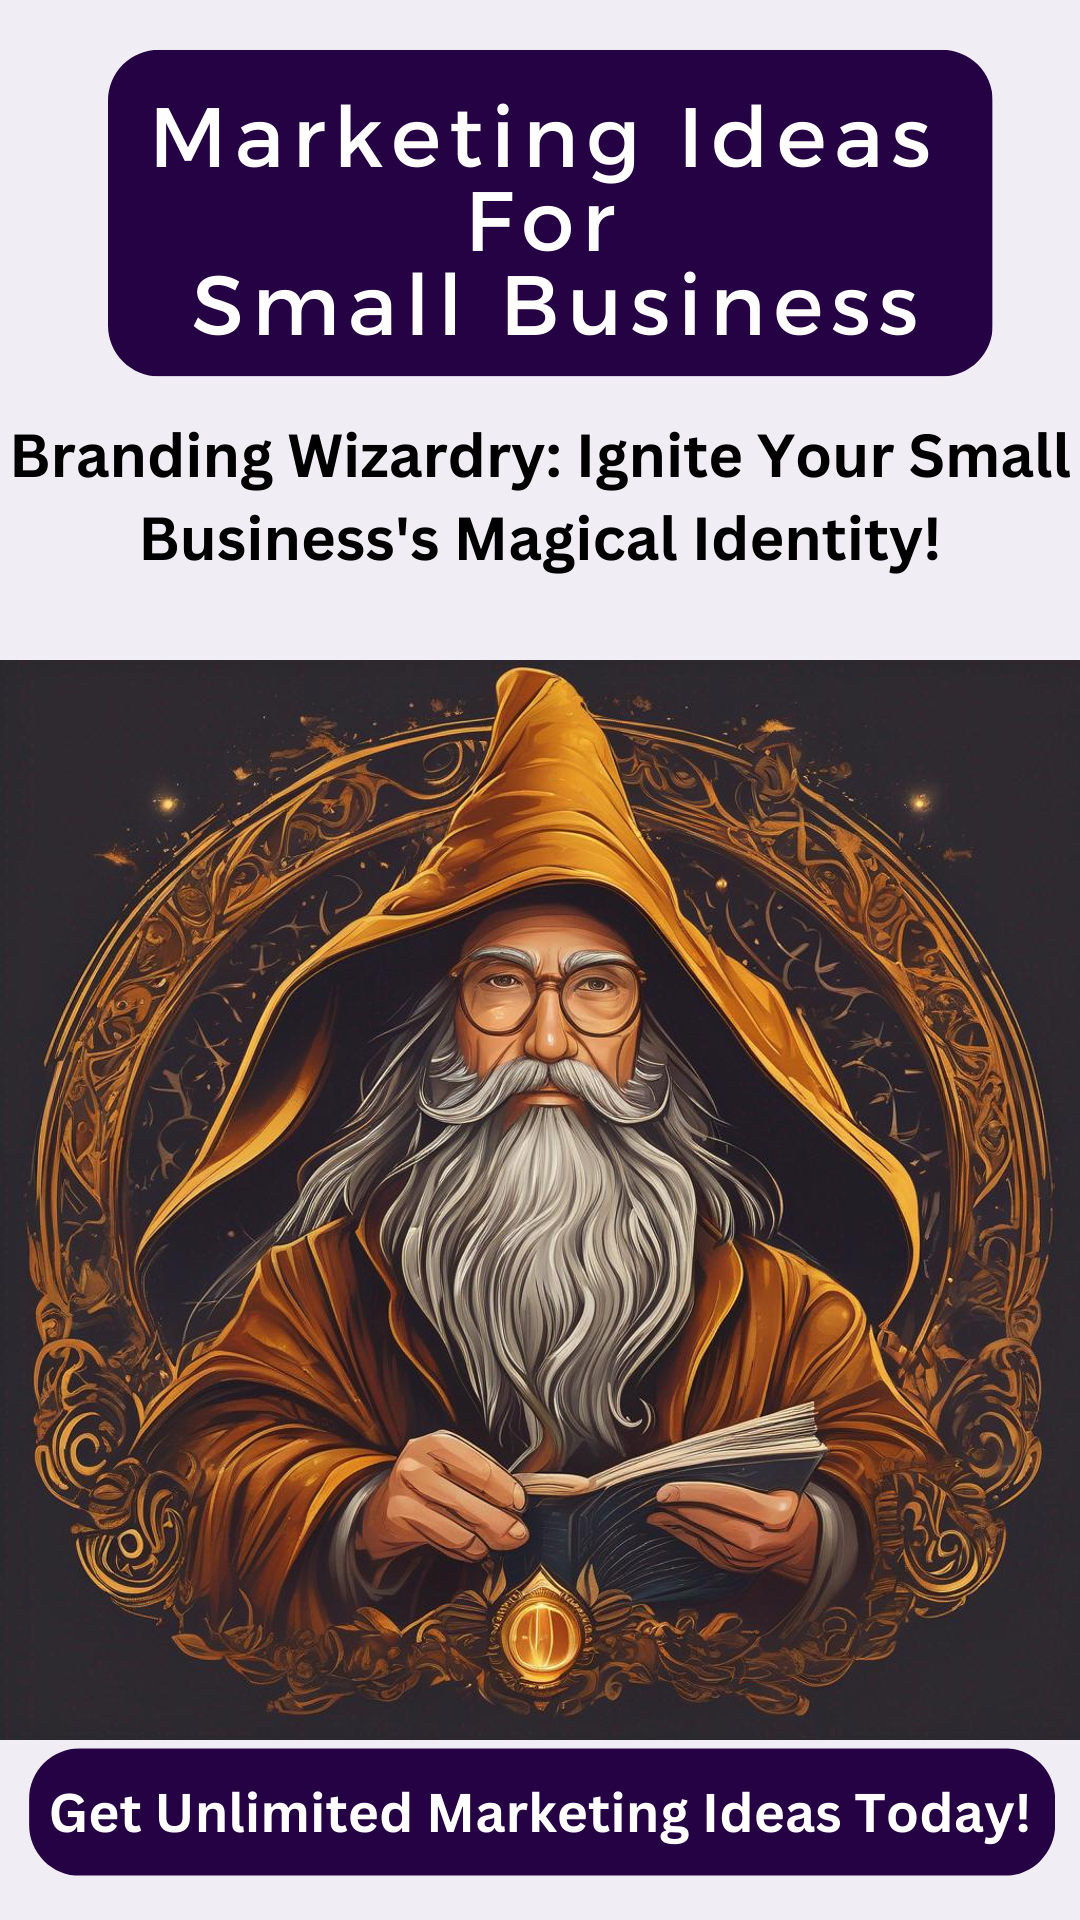 Marketing Ideas
For
Small Business
Branding Wizardry: Ignite Your Small
Business's Magical Identity!
Get Unlimited Marketing Ideas Today!